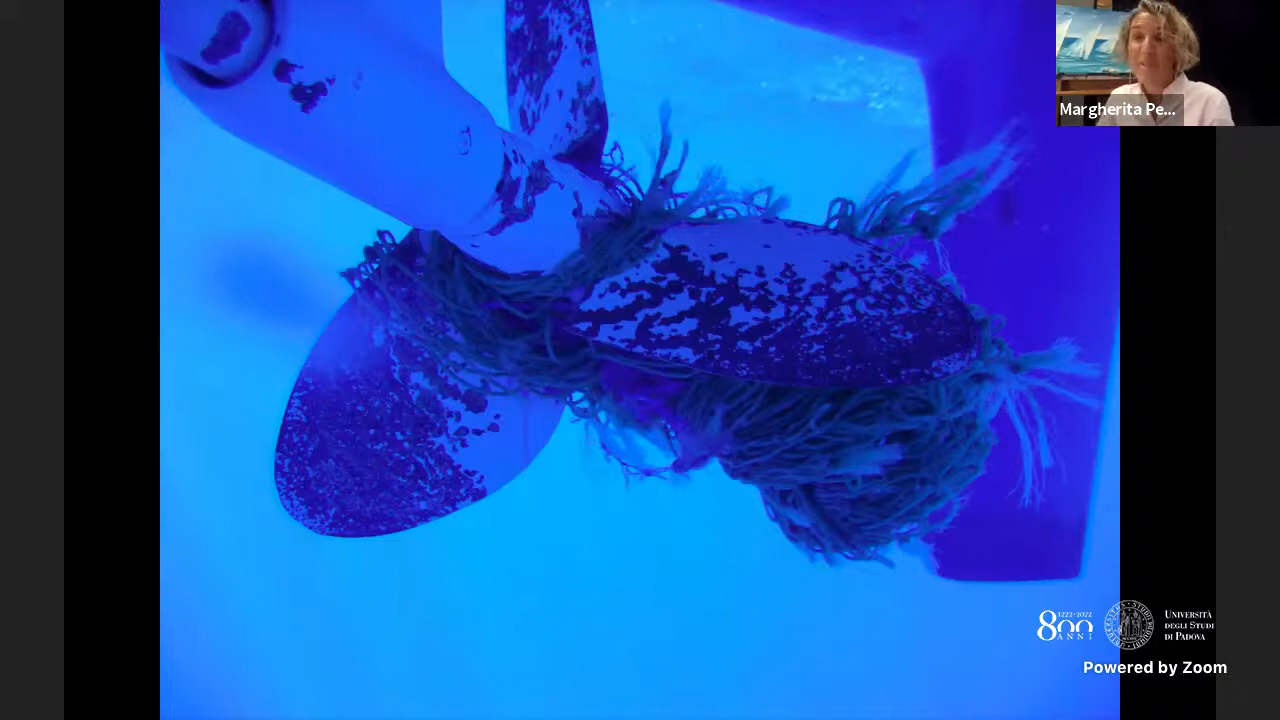 Margherita Pe...
1222·2022
800
ANNI
UNIVERSITÀ
DEGLI STUDI
DI PADOVA
Powered by Zoom